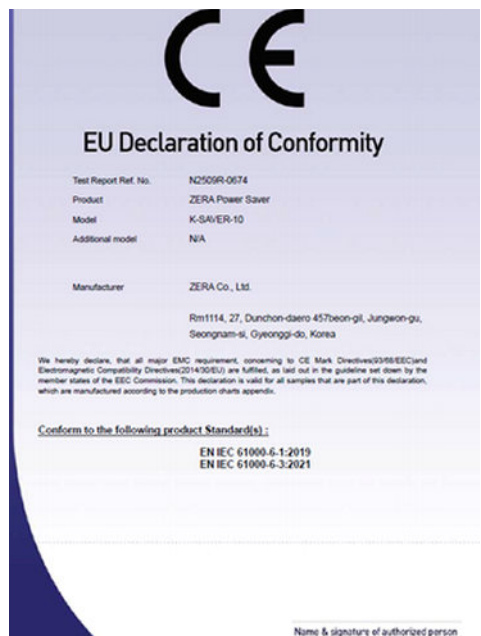 CE
EU Declaration of Conformity
Test Report Ref. No. N2509R-0674
Product ZERA Power Saver
Model K-SAVER-10
Additional model N/A
Manufacturer ZERA Co., Ltd.
Rm1114, 27, Dunchon-daero 457beon-gil, Jungwon-gu,
Seongnam-si, Gyeonggi-do, Korea
We hereby declare, that all major EMC requirement, concerning to CE Mark Directives(93/68/EEC)and
Electromagnetic Compatibility Directives(2014/30/EU) are fulfilled, as laid out in the guideline set down by the
member states of the EEC Commission. This declaration is valid for all samples that are part of this declaration,
which are manufactured according to the production charts appendix.
Conform to the following product Standard(s) :
EN IEC 61000-6-1:2019
EN IEC 61000-6-3:2021
Name & signature of authorized person